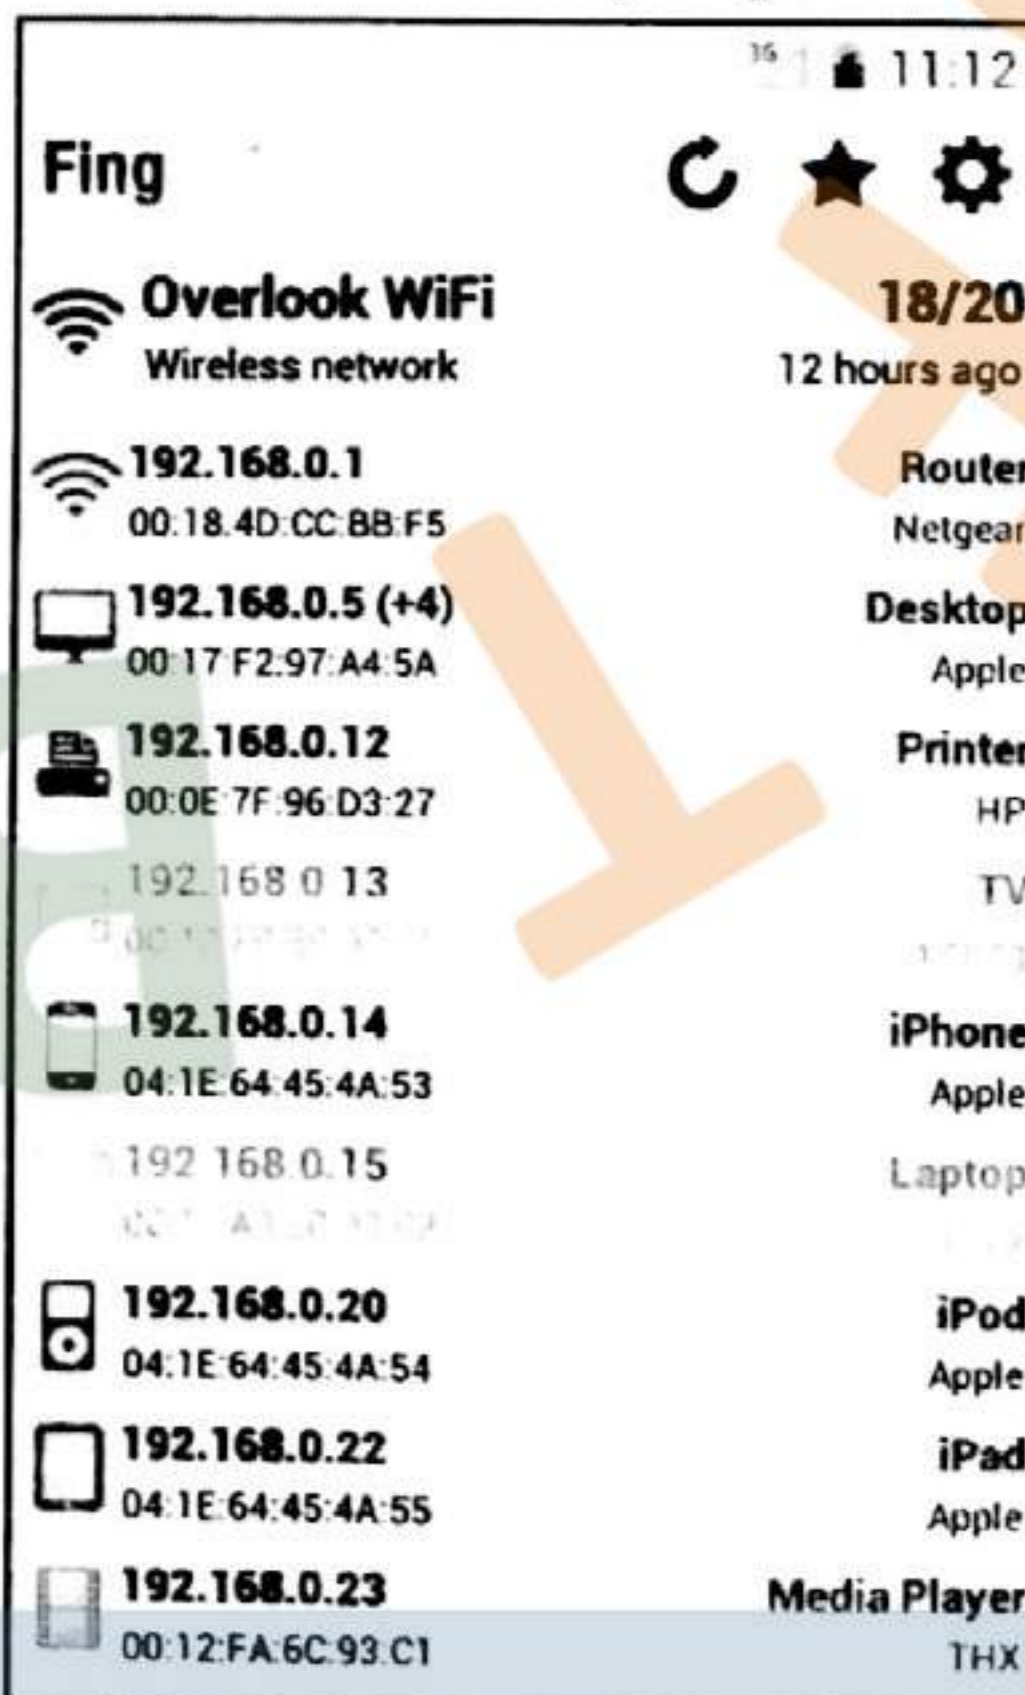 11:12
Fing
Overlook WiFi 18/20
Wireless network 12 hours ago
192.168.0.1 Router
00:18:4D:CC:BB:F5 Netgear
192.168.0.5 (+4) Desktop
00:17:F2:97:A4:5A Apple
192.168.0.12 Printer
00:0E:7F:96:D3:27 HP
192.168.0.13 TV
192.168.0.14 iPhone
04:1E:64:45:4A:53 Apple
192.168.0.15 Laptop
192.168.0.20 iPod
04:1E:64:45:4A:54 Apple
192.168.0.22 iPad
04:1E:64:45:4A:55 Apple
192.168.0.23 Media Player
00:12:FA:6C:93:C1 THX